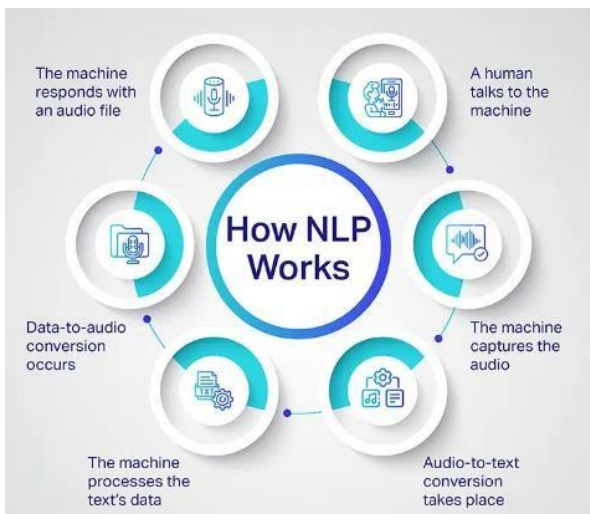 How NLP
Works
A human
talks to the
machine
The machine
captures the
audio
Audio-to-text
conversion
takes place
The machine
processes the
text's data
TXT
Data-to-audio
conversion
occurs
The machine
responds with
an audio file